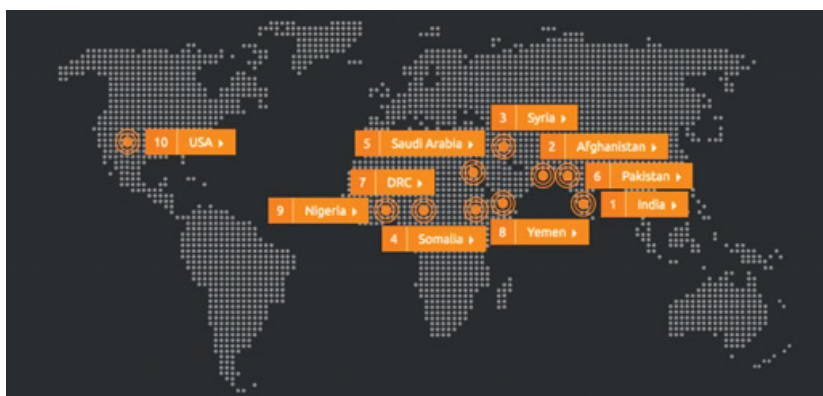 3 Syria
10 USA
5 Saudi Arabia
2 Afghanistan
7 DRC
6 Pakistan
9 Nigeria
1 India
4 Somalia
8 Yemen